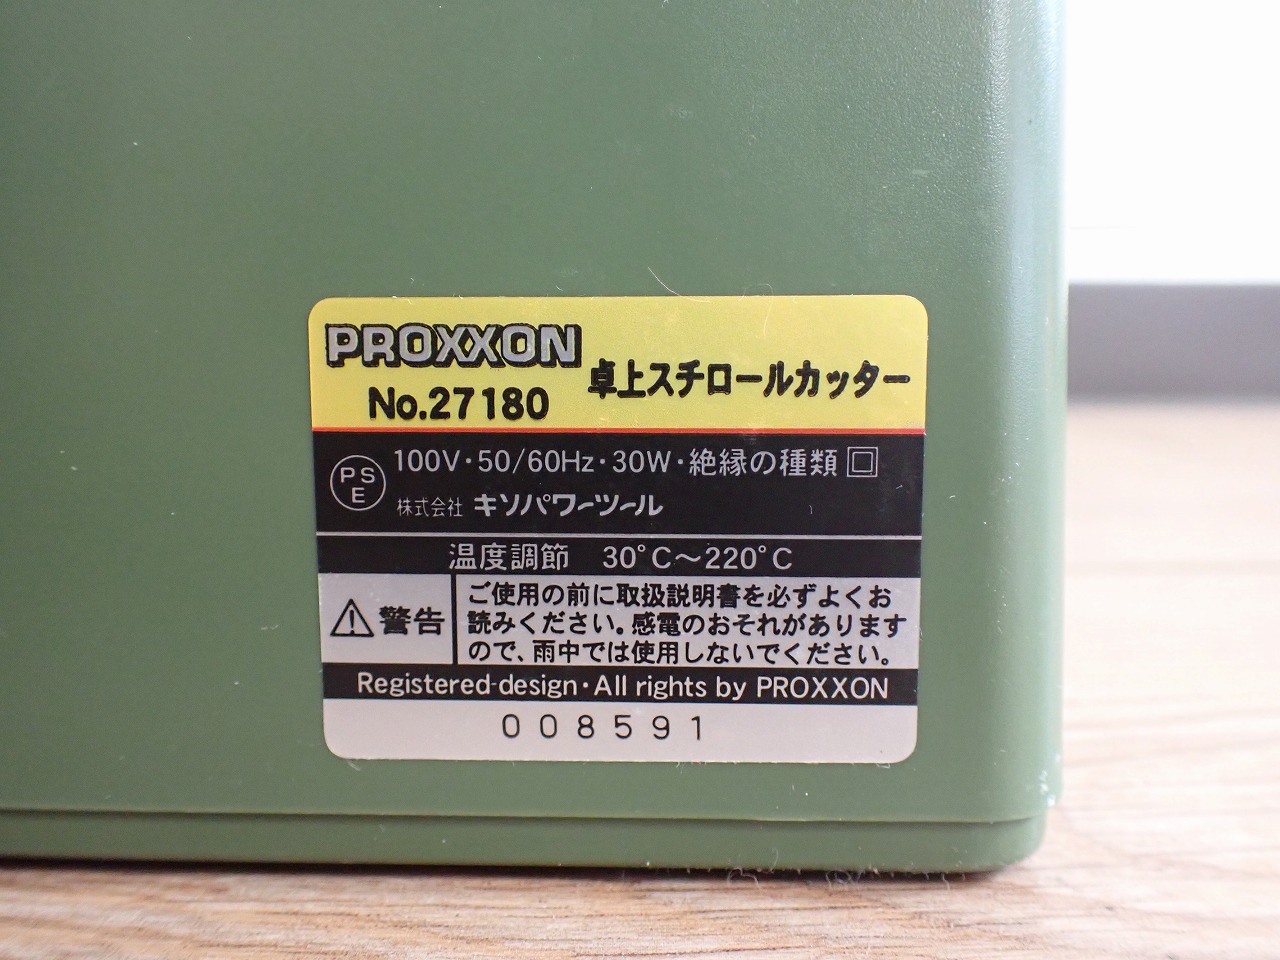 PROXXON
No.27180
卓上スチロールカッター
PSE
100V・50/60Hz・30W・絶縁の種類回
株式会社 キソパワーツール
温度調節 30°C～220°C
警告
ご使用の前に取扱説明書を必ずよくお
読みください。感電のおそれがあります
ので、雨中では使用しないでください。
Registered-design・All rights by PROXXON
008591